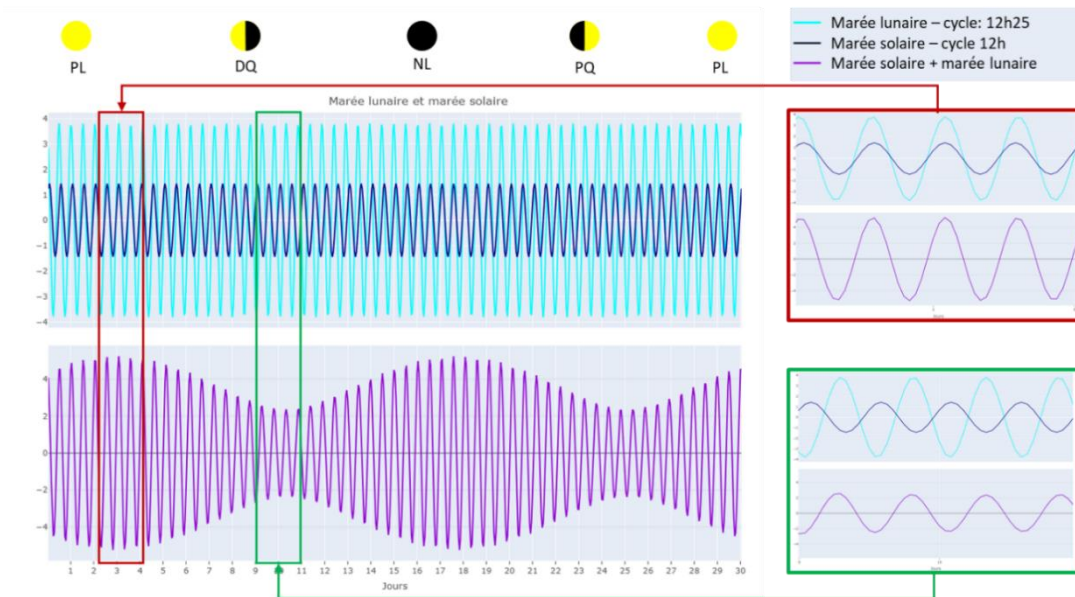 PL
DQ
NL
PQ
PL
Marée lunaire – cycle: 12h25
Marée solaire – cycle 12h
Marée solaire + marée lunaire
Marée lunaire et marée solaire
4
3
2
1
0
−1
−2
−3
−4
4
2
0
−2
−4
1 2 3 4 5 6 7 8 9 11 12 13 14 15 16 17 18 19 20 21 22 23 24 25 26 27 28 29 30
Jours